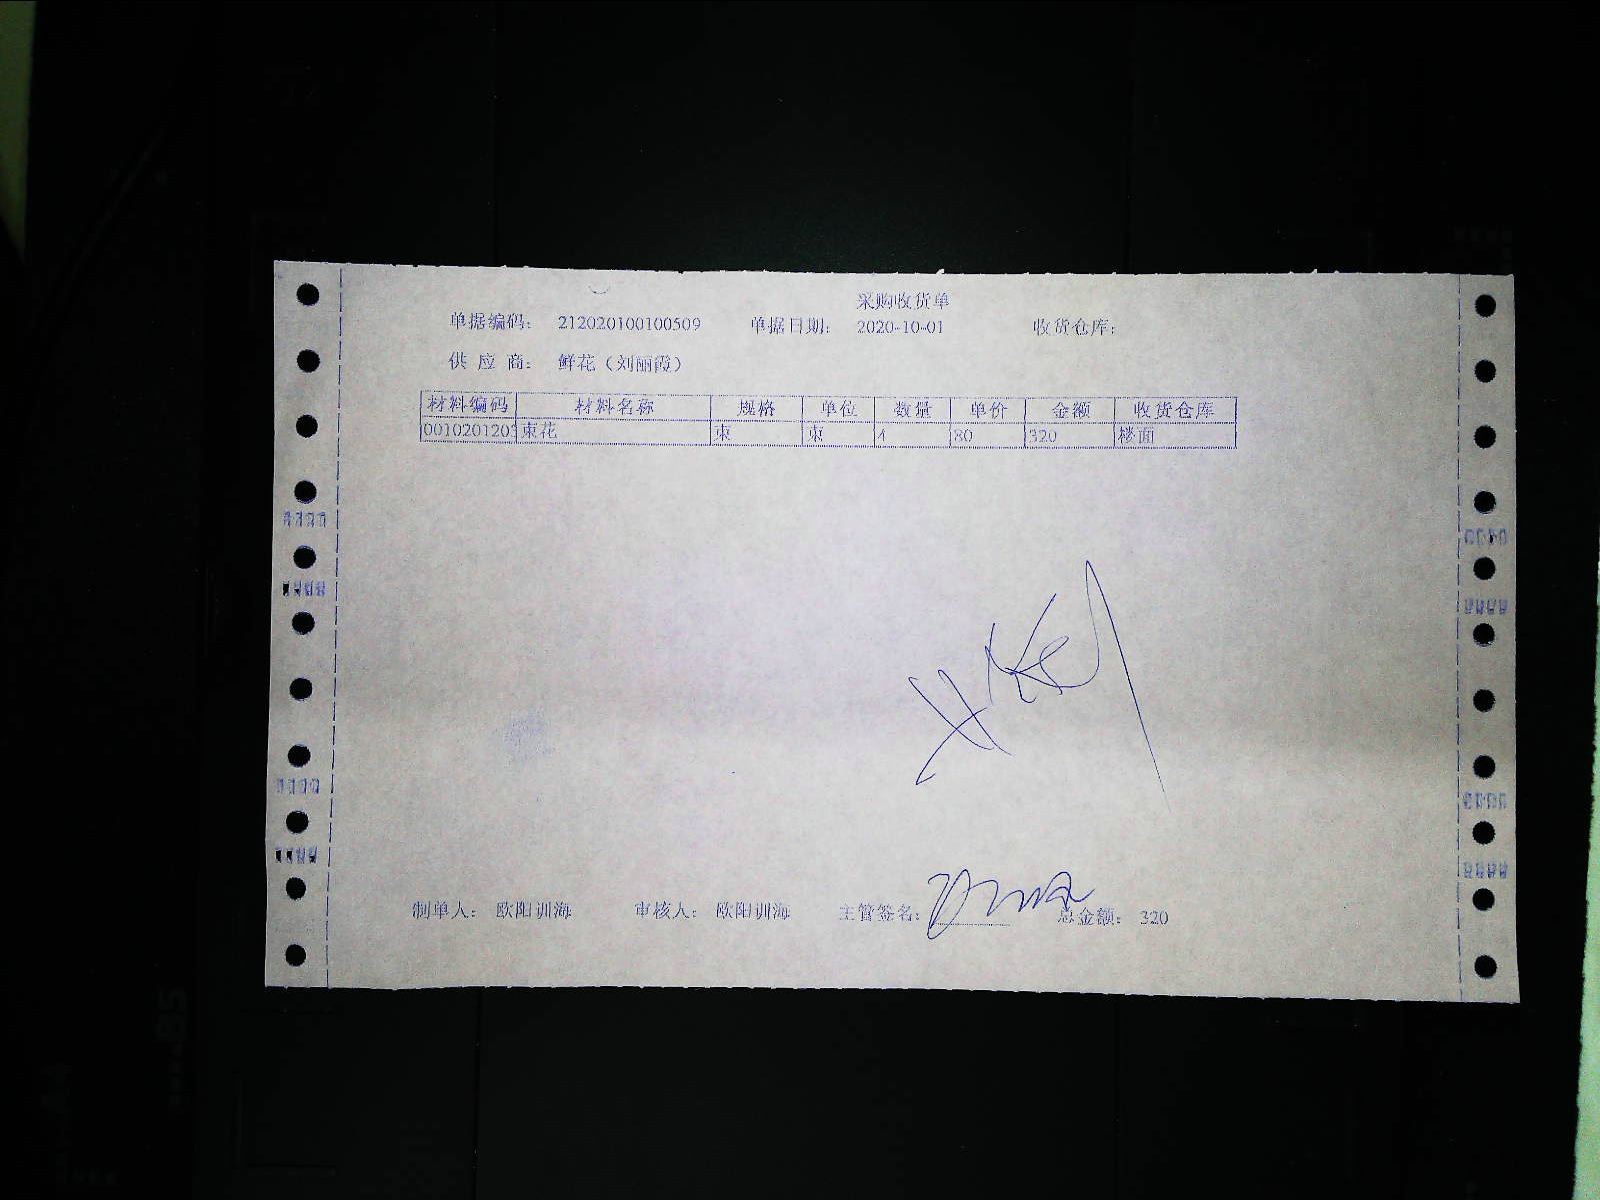 采购收货单
单据编码： 212020100100509 单据日期： 2020-10-01 收货仓库：
供 应 商： 鲜花（刘丽霞）
材料编码 材料名称 规格 单位 数量 单价 金额 收货仓库
0010201203 束花 束 束 4 80 320 楼面
制单人： 欧阳训海 审核人： 欧阳训海 主管签名： 总金额： 320